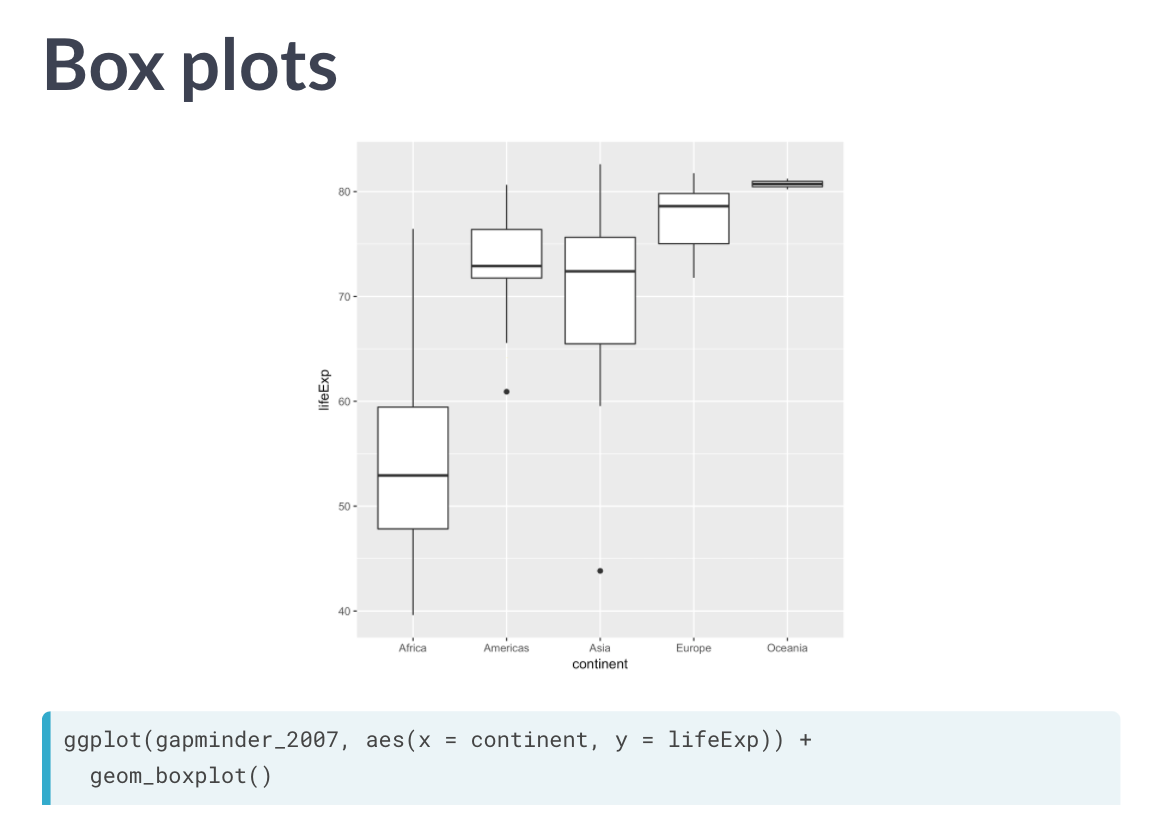 Box plots
80
70
60
50
40
lifeExp
Africa Americas Asia Europe Oceania
continent
ggplot(gapminder_2007, aes(x = continent, y = lifeExp)) +
  geom_boxplot()